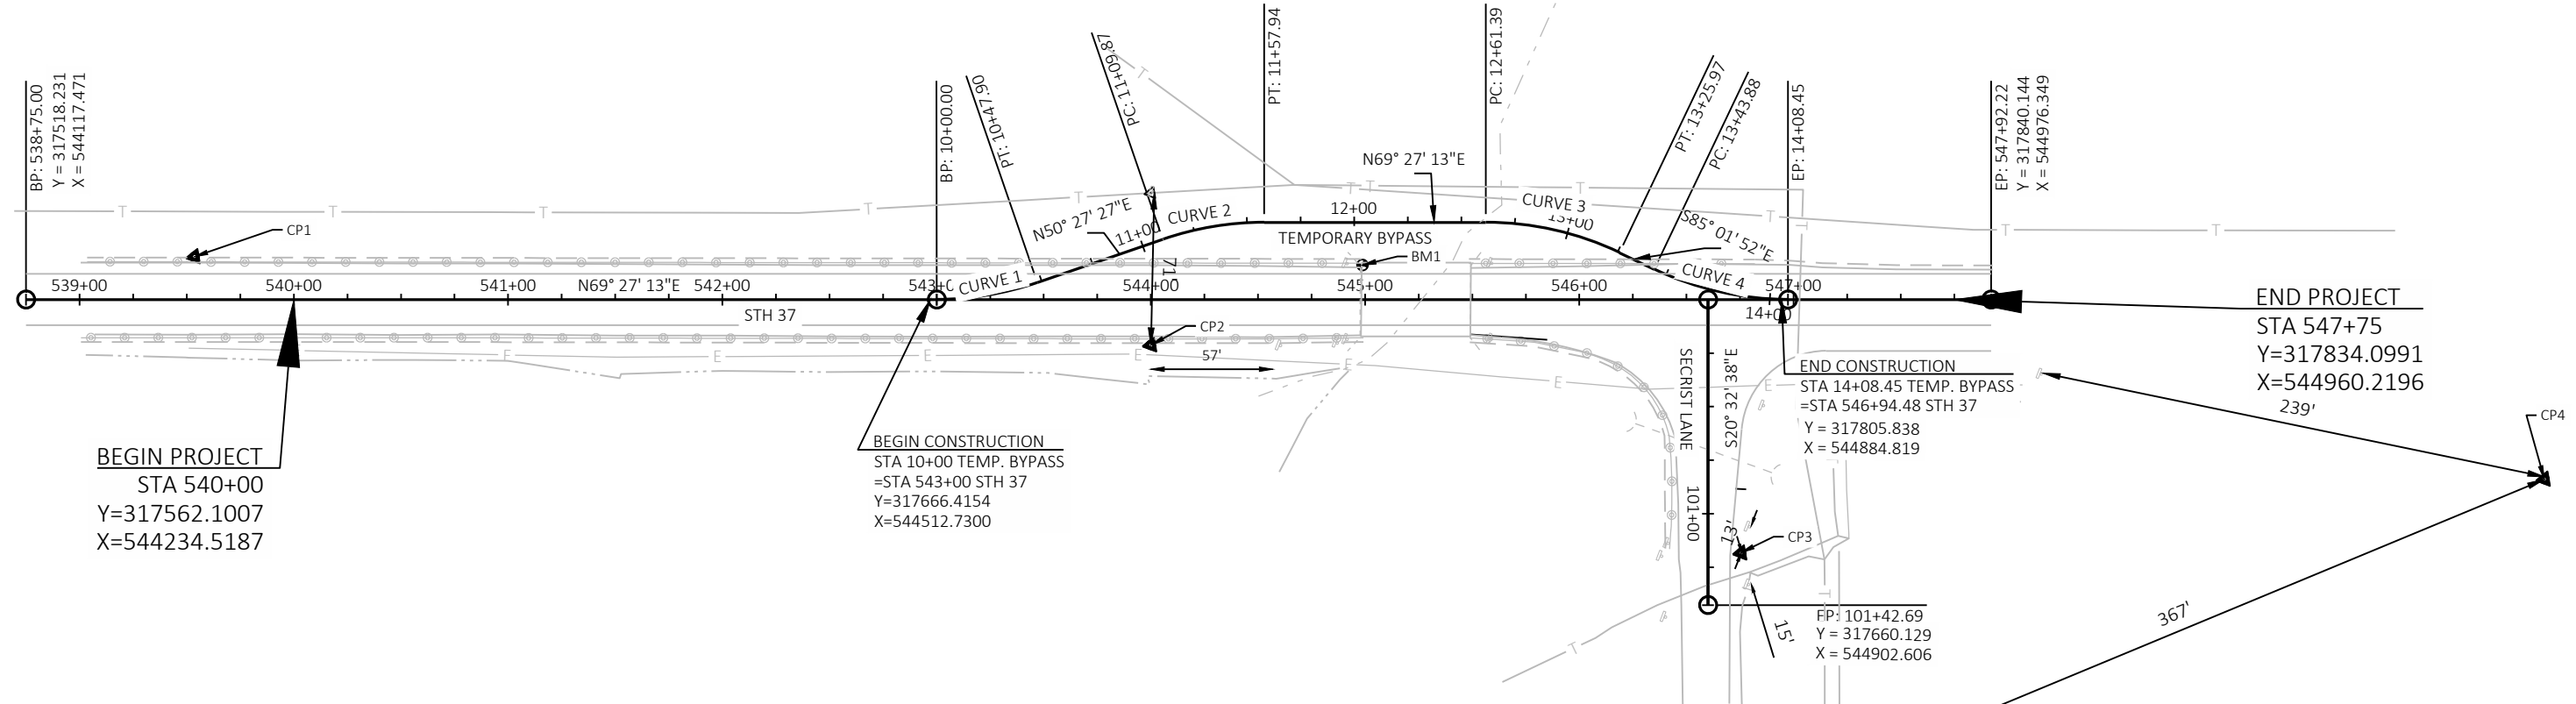 BP: 538+75.00
Y = 317518.231
X = 544117.471
BP: 10+00.00
PT: 10+47.90
PC: 11+09.87
PT: 11+57.94
PC: 12+61.39
PT: 13+25.97
PC: 13+43.88
EP: 14+08.45
EP: 547+92.22
Y = 317840.144
X = 544976.349
T
T
T
T
T
T
T
T
T
T
T
T
T
T
CP1
N50° 27' 27"E
11+00
CURVE 2
12+00
N69° 27' 13"E
CURVE 3
13+00
S85° 01' 52"E
TEMPORARY BYPASS
BM1
71'
CURVE 1
CURVE 4
539+00
540+00
541+00
N69° 27' 13"E
542+00
543+0
544+00
545+00
546+00
547+00
14+00
STH 37
CP2
57'
E
E
E
E
E
E
E
BEGIN PROJECT
STA 540+00
Y=317562.1007
X=544234.5187
BEGIN CONSTRUCTION
STA 10+00 TEMP. BYPASS
=STA 543+00 STH 37
Y=317666.4154
X=544512.7300
SECRIST LANE
S20° 32' 38"E
101+00
END CONSTRUCTION
STA 14+08.45 TEMP. BYPASS
=STA 546+94.48 STH 37
Y = 317805.838
X = 544884.819
END PROJECT
STA 547+75
Y=317834.0991
X=544960.2196
239'
CP4
13'
CP3
15'
EP: 101+42.69
Y = 317660.129
X = 544902.606
367'